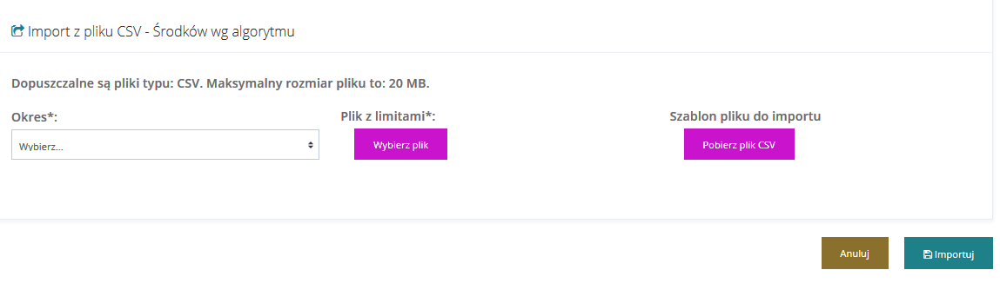 Import z pliku CSV - Środków wg algorytmu
Dopuszczalne są pliki typu: CSV. Maksymalny rozmiar pliku to: 20 MB.
Okres*:
Wybierz...
Plik z limitami*:
Wybierz plik
Szablon pliku do importu
Pobierz plik CSV
Anuluj
Importuj